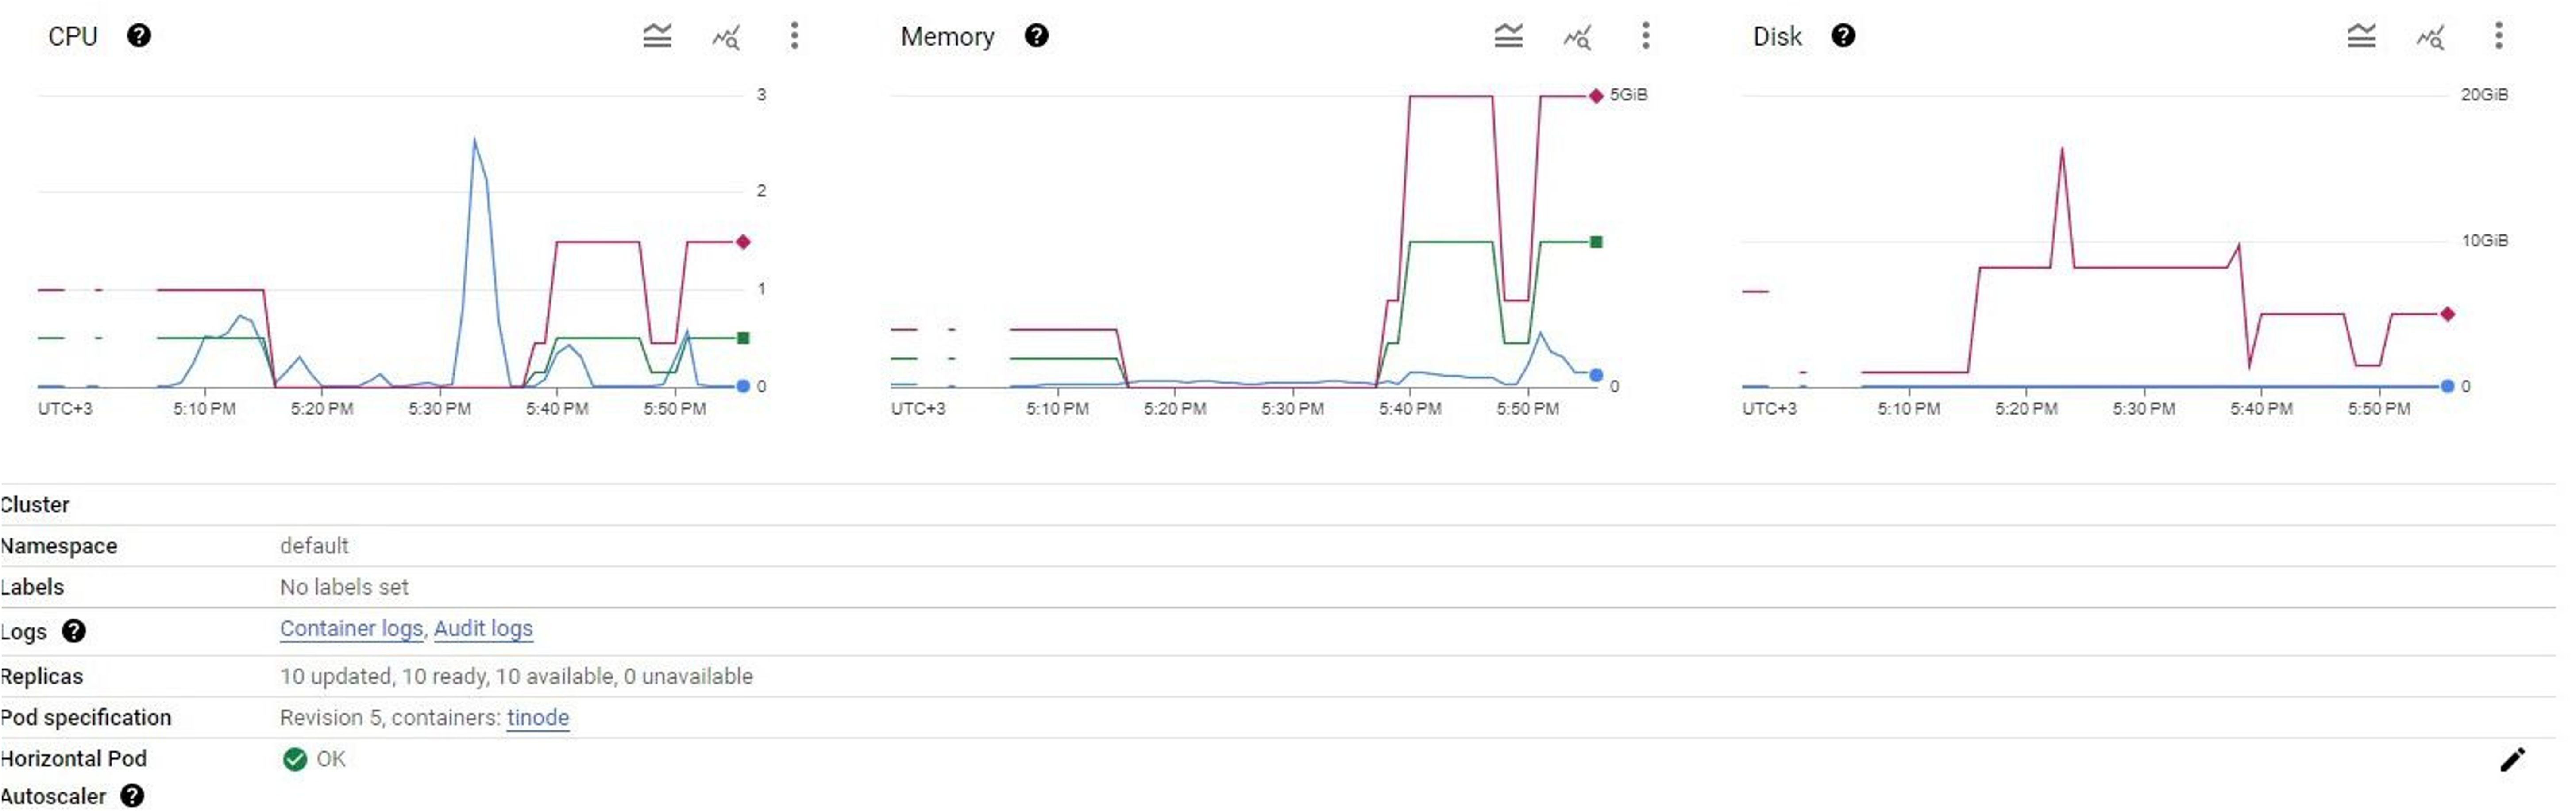 CPU ?
Memory ?
Disk ?
3
2
1
0
UTC+3 5:10 PM 5:20 PM 5:30 PM 5:40 PM 5:50 PM
5GiB
0
UTC+3 5:10 PM 5:20 PM 5:30 PM 5:40 PM 5:50 PM
20GiB
10GiB
0
UTC+3 5:10 PM 5:20 PM 5:30 PM 5:40 PM 5:50 PM
Cluster
Namespace default
Labels No labels set
Logs ? Container logs, Audit logs
Replicas 10 updated, 10 ready, 10 available, 0 unavailable
Pod specification Revision 5, containers: tinode
Horizontal Pod OK
Autoscaler ?